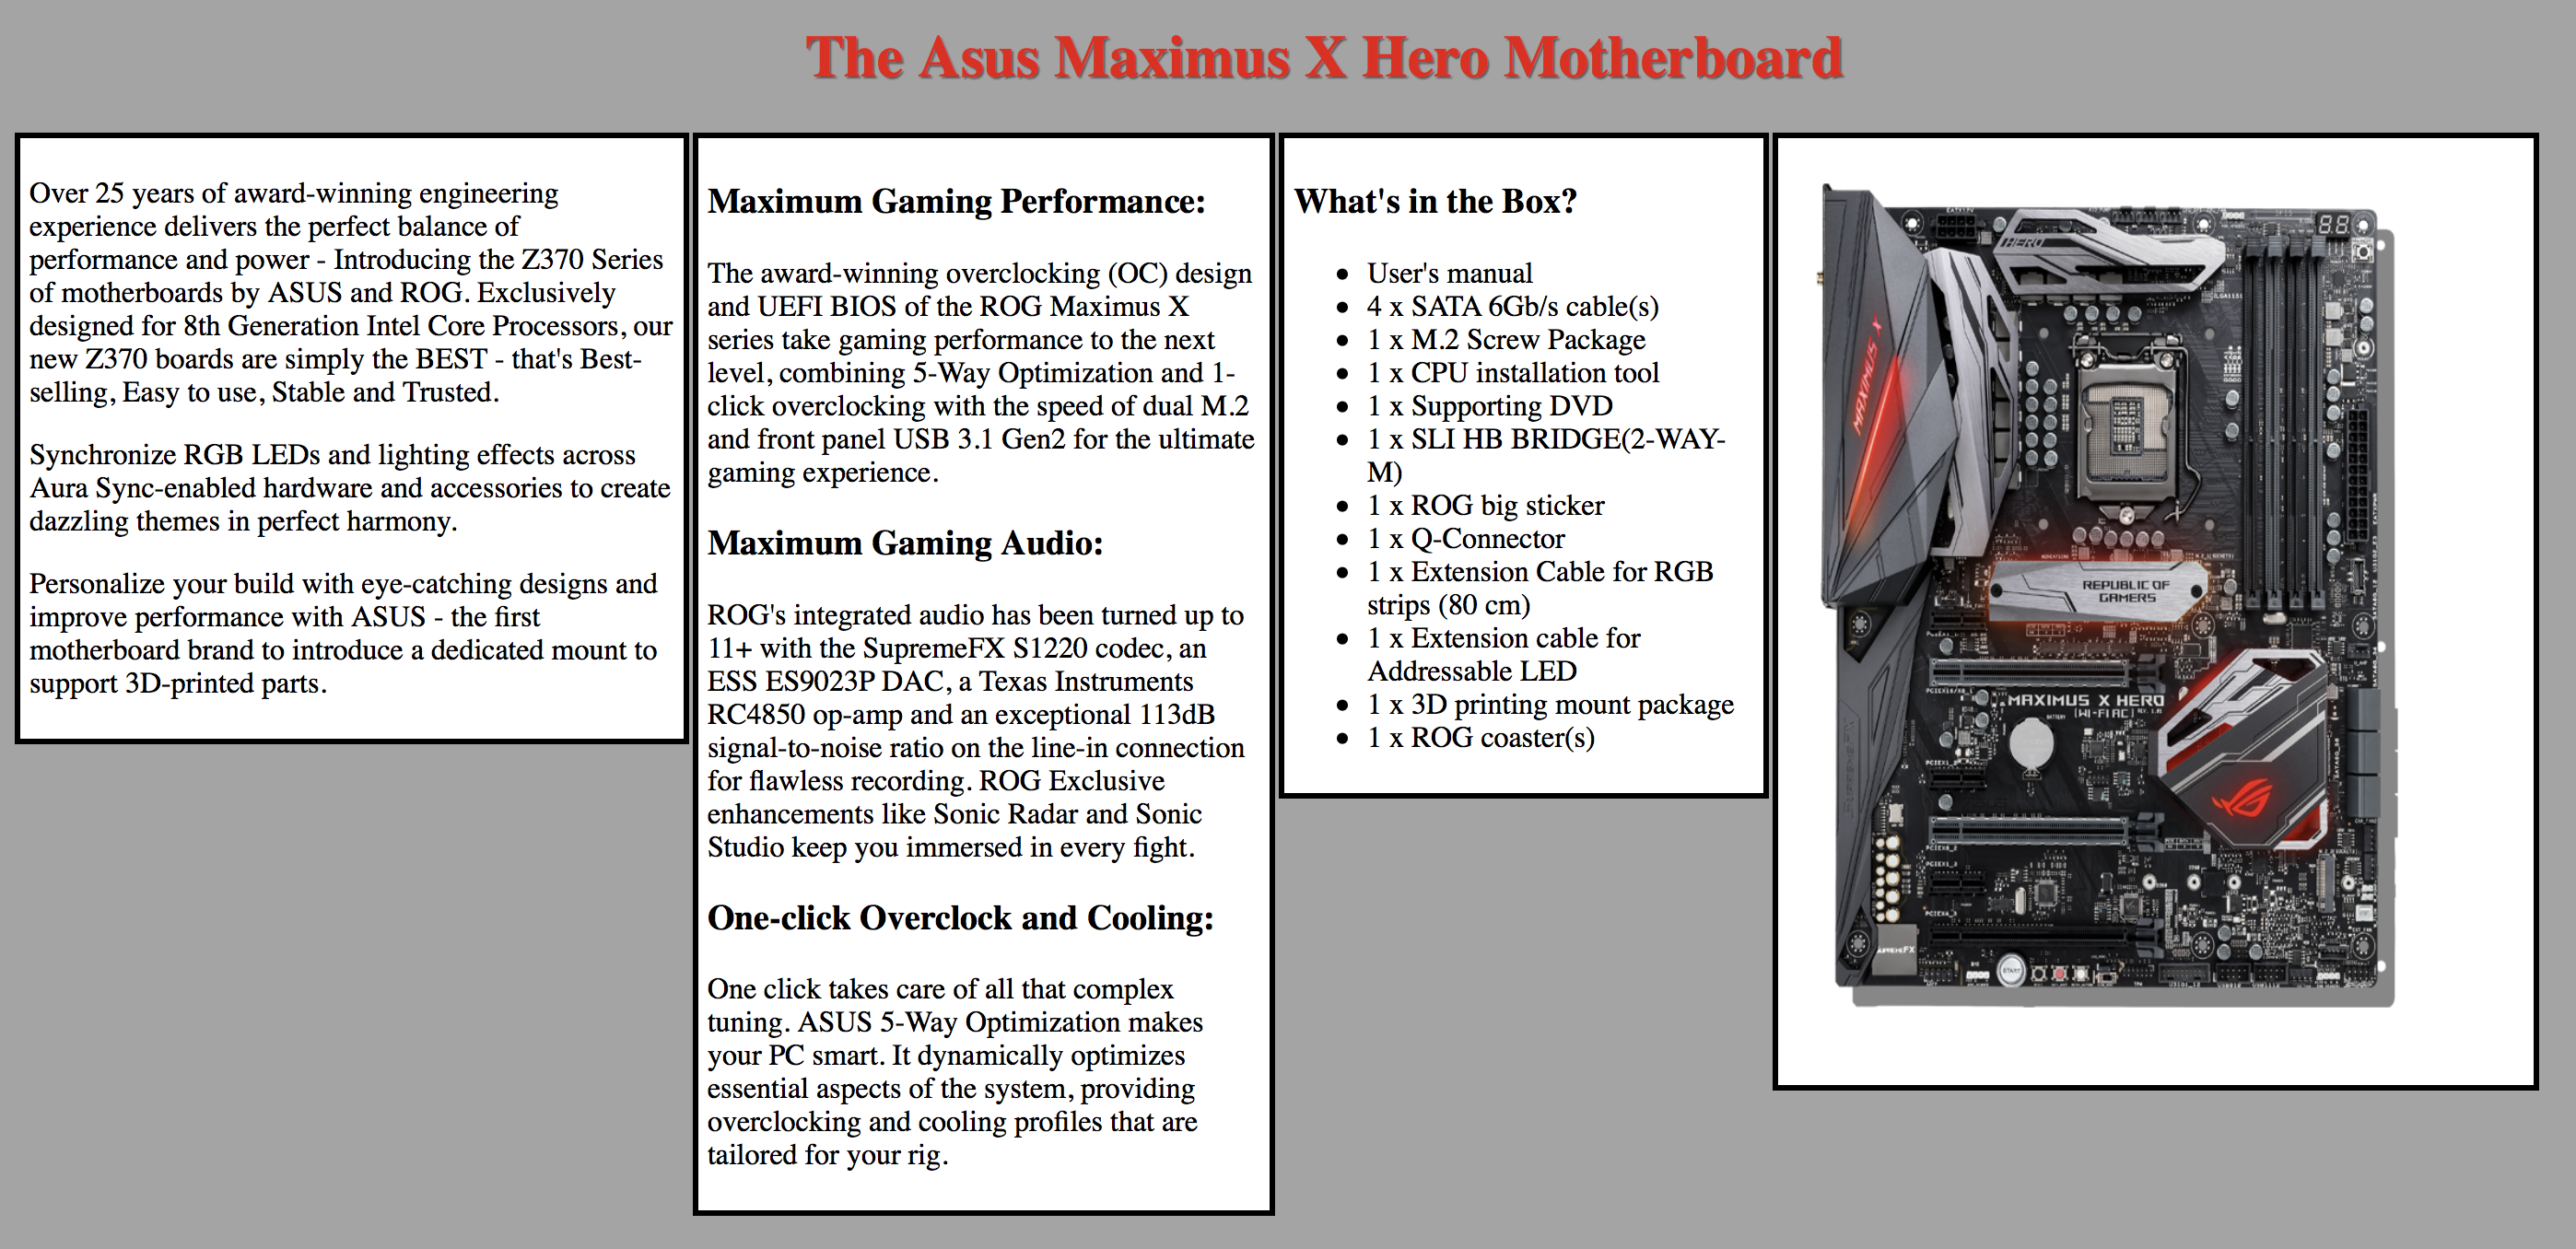 The Asus Maximus X Hero Motherboard
Over 25 years of award-winning engineering
experience delivers the perfect balance of
performance and power - Introducing the Z370 Series
of motherboards by ASUS and ROG. Exclusively
designed for 8th Generation Intel Core Processors, our
new Z370 boards are simply the BEST - that's Best-
selling, Easy to use, Stable and Trusted.
Synchronize RGB LEDs and lighting effects across
Aura Sync-enabled hardware and accessories to create
dazzling themes in perfect harmony.
Personalize your build with eye-catching designs and
improve performance with ASUS - the first
motherboard brand to introduce a dedicated mount to
support 3D-printed parts.
Maximum Gaming Performance:
The award-winning overclocking (OC) design
and UEFI BIOS of the ROG Maximus X
series take gaming performance to the next
level, combining 5-Way Optimization and 1-
click overclocking with the speed of dual M.2
and front panel USB 3.1 Gen2 for the ultimate
gaming experience.
Maximum Gaming Audio:
ROG's integrated audio has been turned up to
11+ with the SupremeFX S1220 codec, an
ESS ES9023P DAC, a Texas Instruments
RC4850 op-amp and an exceptional 113dB
signal-to-noise ratio on the line-in connection
for flawless recording. ROG Exclusive
enhancements like Sonic Radar and Sonic
Studio keep you immersed in every fight.
One-click Overclock and Cooling:
One click takes care of all that complex
tuning. ASUS 5-Way Optimization makes
your PC smart. It dynamically optimizes
essential aspects of the system, providing
overclocking and cooling profiles that are
tailored for your rig.
What's in the Box?
• User's manual
• 4 x SATA 6Gb/s cable(s)
• 1 x M.2 Screw Package
• 1 x CPU installation tool
• 1 x Supporting DVD
• 1 x SLI HB BRIDGE(2-WAY-
M)
• 1 x ROG big sticker
• 1 x Q-Connector
• 1 x Extension Cable for RGB
strips (80 cm)
• 1 x Extension cable for
Addressable LED
• 1 x 3D printing mount package
• 1 x ROG coaster(s)
HERO
MAXIMUS X
REPUBLIC OF
GAMERS
MAXIMUS X HERO
(WI-FI AC)
SUPREMEFX
START